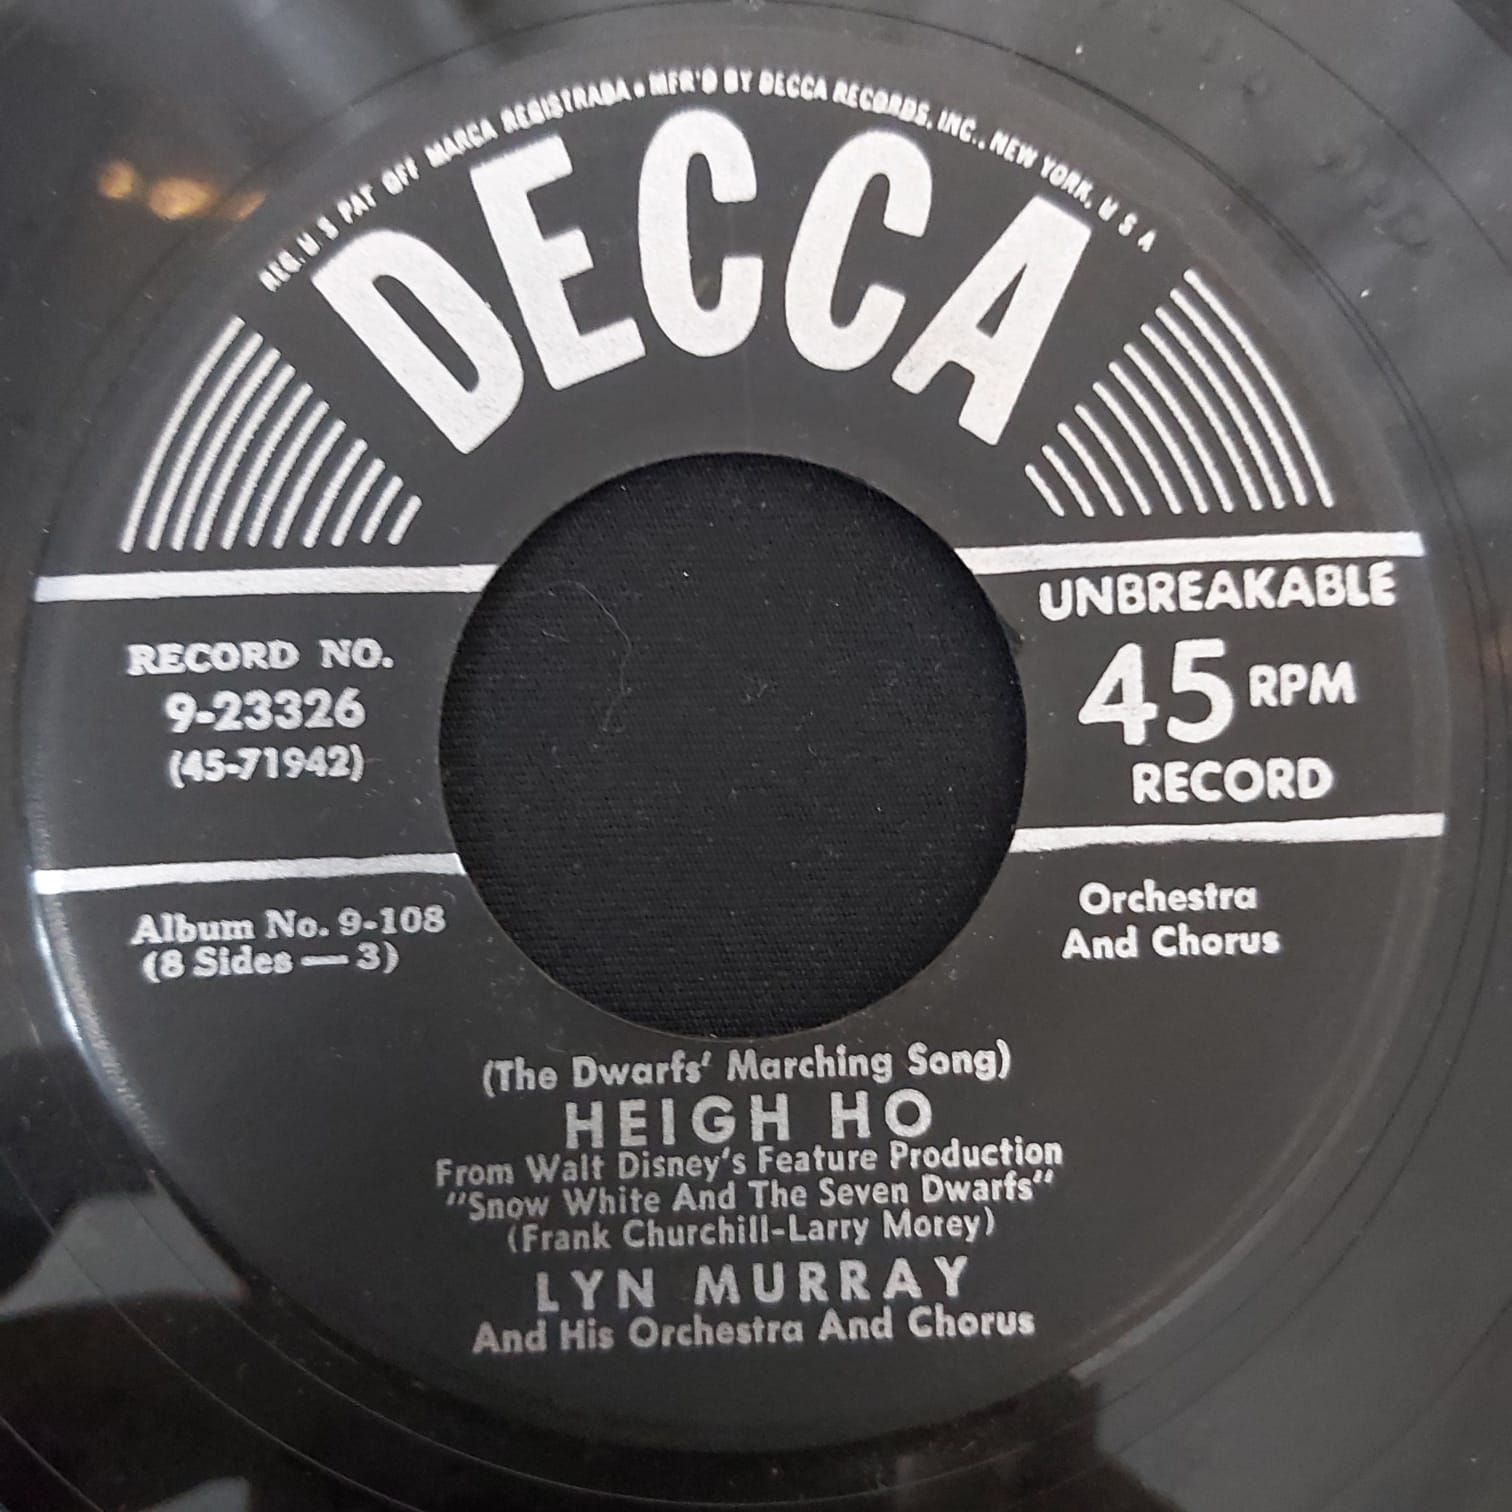 REG. U.S PAT OFF MARCA REGISTRADA • MFR'D BY DECCA RECORDS, INC., NEW YORK, U S A
DECCA
RECORD NO.
9-23326
(45-71942)
UNBREAKABLE
45 RPM
RECORD
Album No. 9-108
(8 Sides — 3)
Orchestra
And Chorus
(The Dwarfs' Marching Song)
HEIGH HO
From Walt Disney's Feature Production
"Snow White And The Seven Dwarfs"
(Frank Churchill-Larry Morey)
LYN MURRAY
And His Orchestra And Chorus